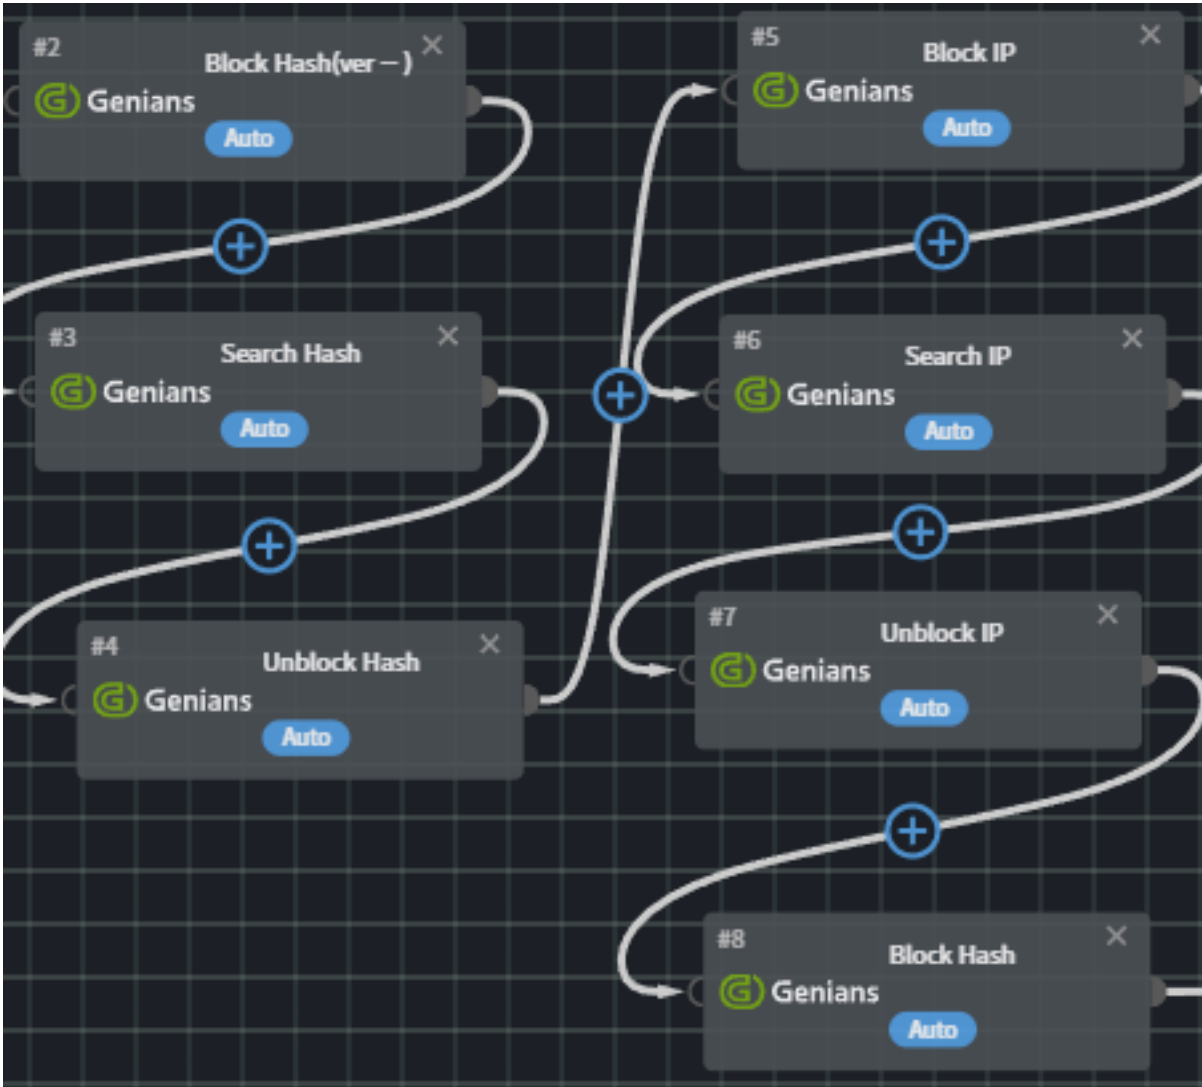 #2
Block Hash(ver – )
Genians
Auto
#3
Search Hash
Genians
Auto
#4
Unblock Hash
Genians
Auto
#5
Block IP
Genians
Auto
#6
Search IP
Genians
Auto
#7
Unblock IP
Genians
Auto
#8
Block Hash
Genians
Auto